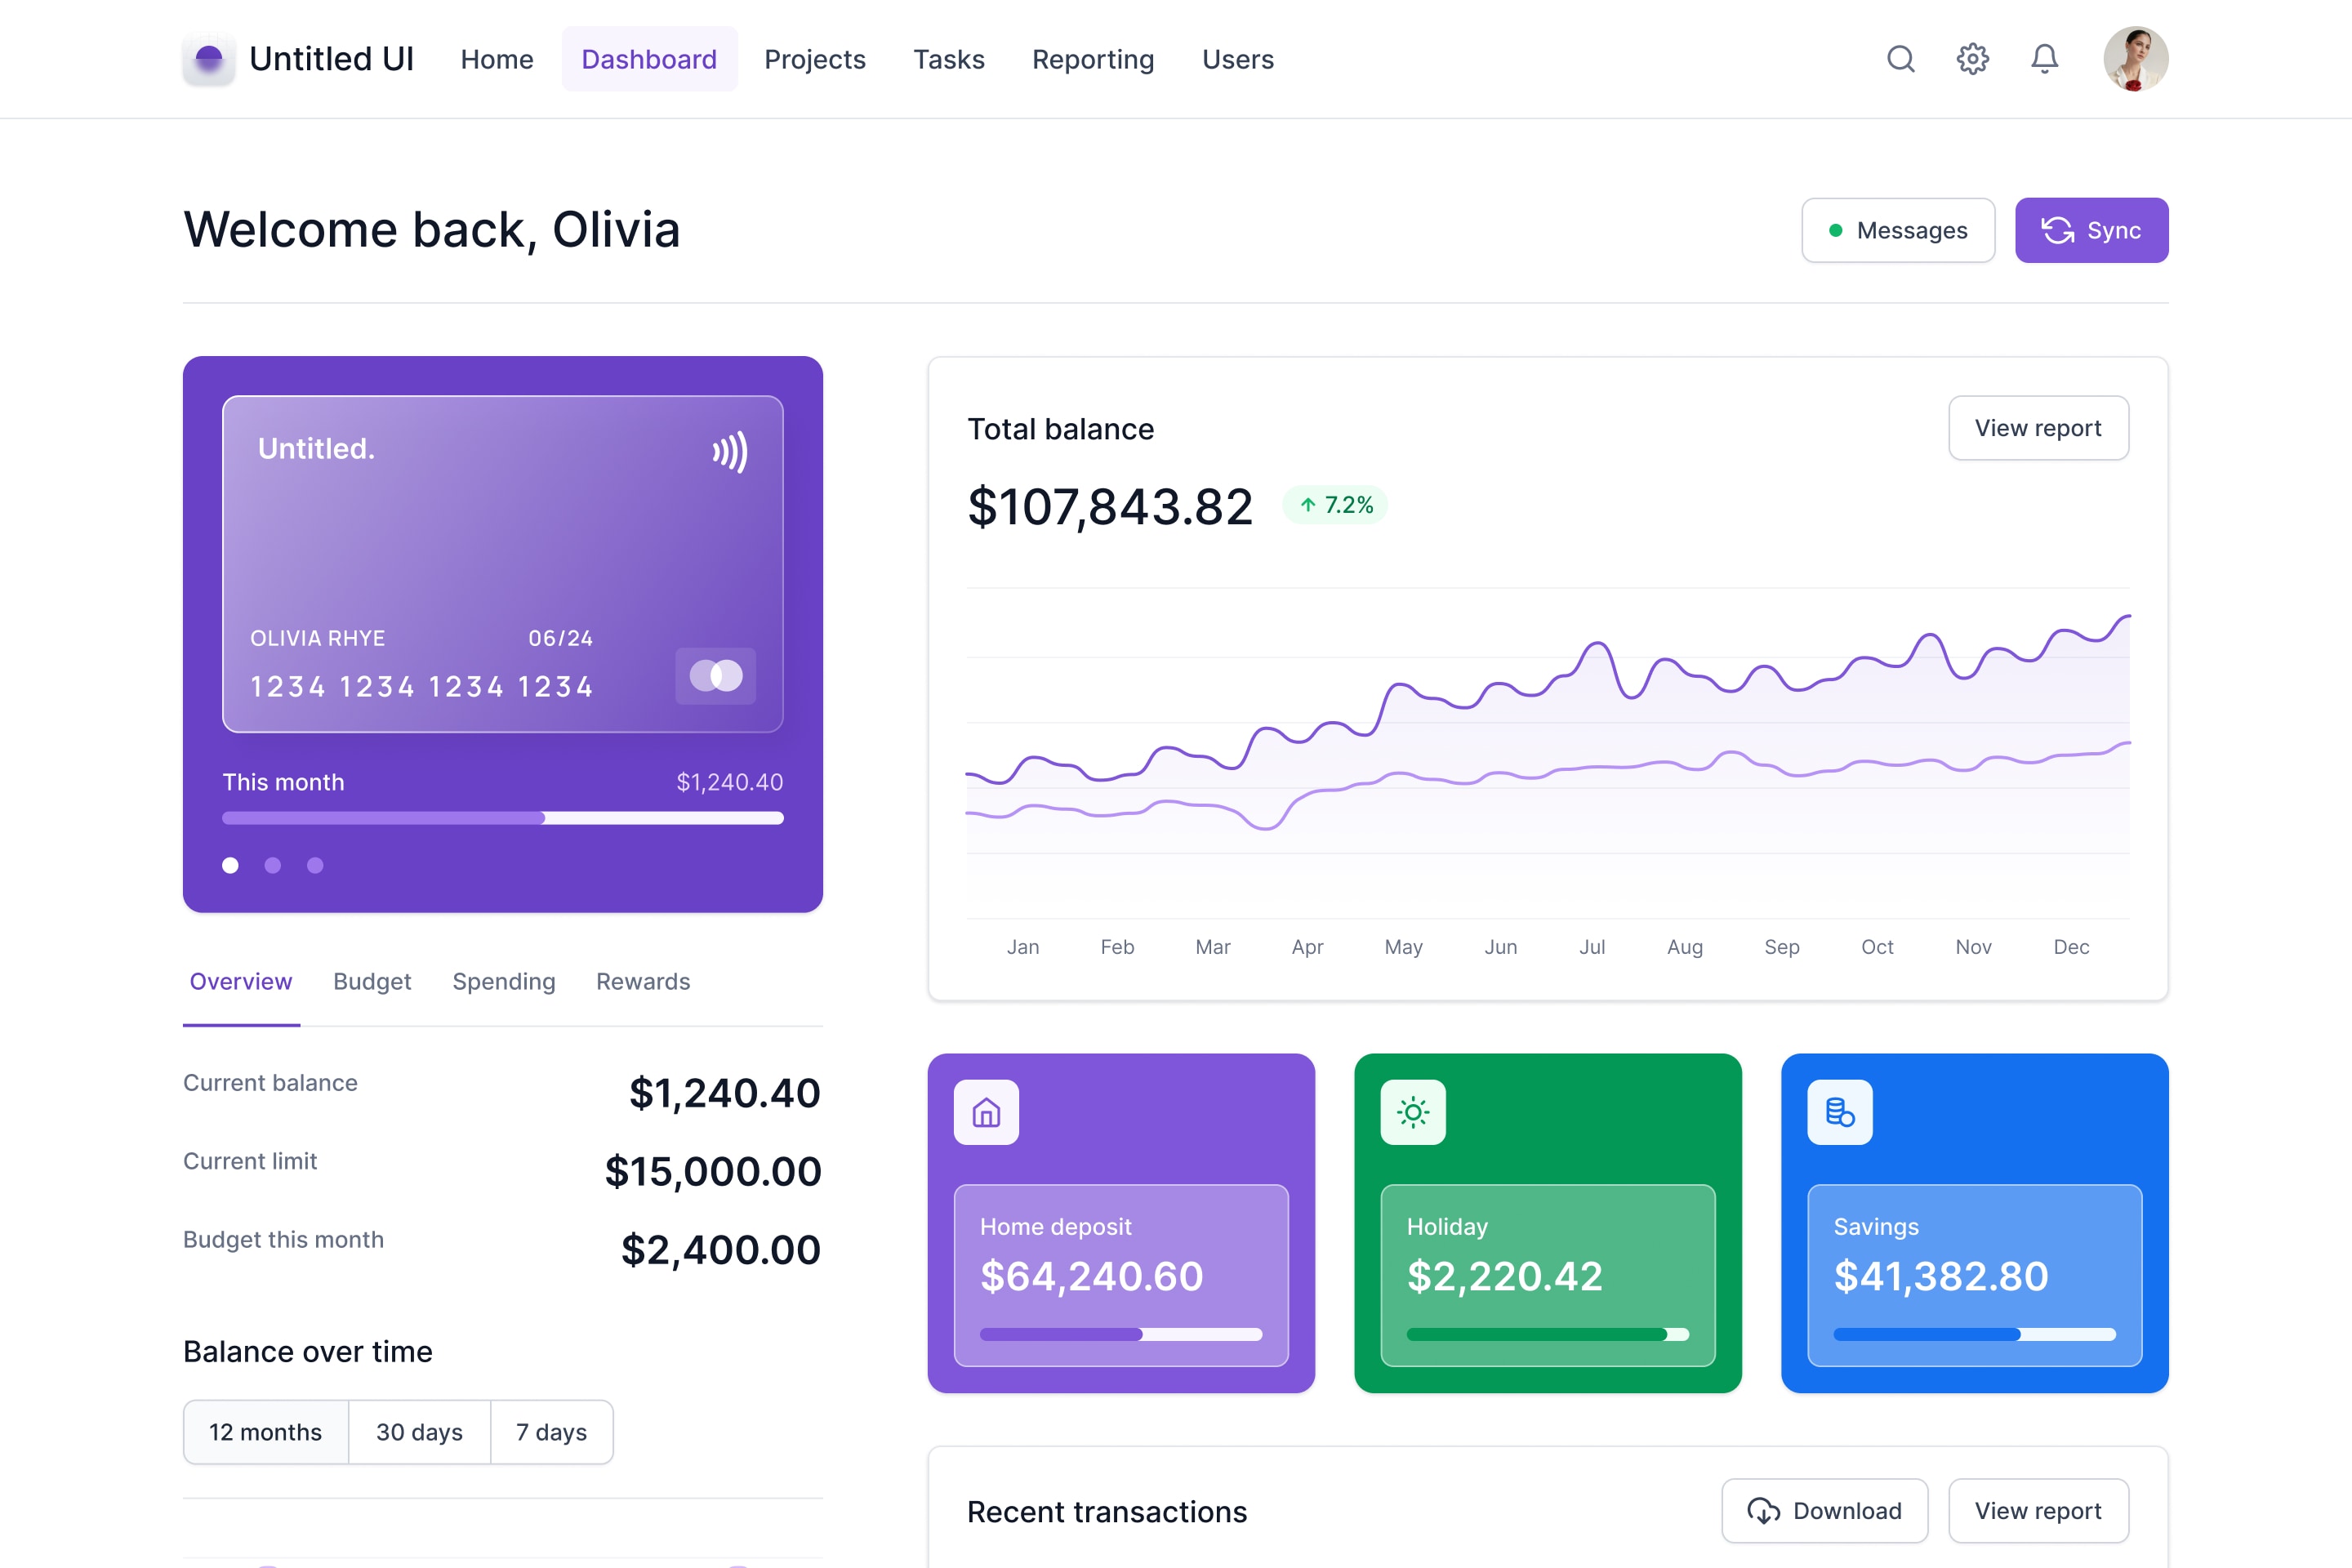 Untitled UI
Home
Dashboard
Projects
Tasks
Reporting
Users
Welcome back, Olivia
Messages
Sync
Untitled.
OLIVIA RHYE
06/24
1234 1234 1234 1234
This month
$1,240.40
Overview
Budget
Spending
Rewards
Current balance
$1,240.40
Current limit
$15,000.00
Budget this month
$2,400.00
Balance over time
12 months
30 days
7 days
Total balance
View report
$107,843.82
7.2%
Jan
Feb
Mar
Apr
May
Jun
Jul
Aug
Sep
Oct
Nov
Dec
Home deposit
$64,240.60
Holiday
$2,220.42
Savings
$41,382.80
Recent transactions
Download
View report